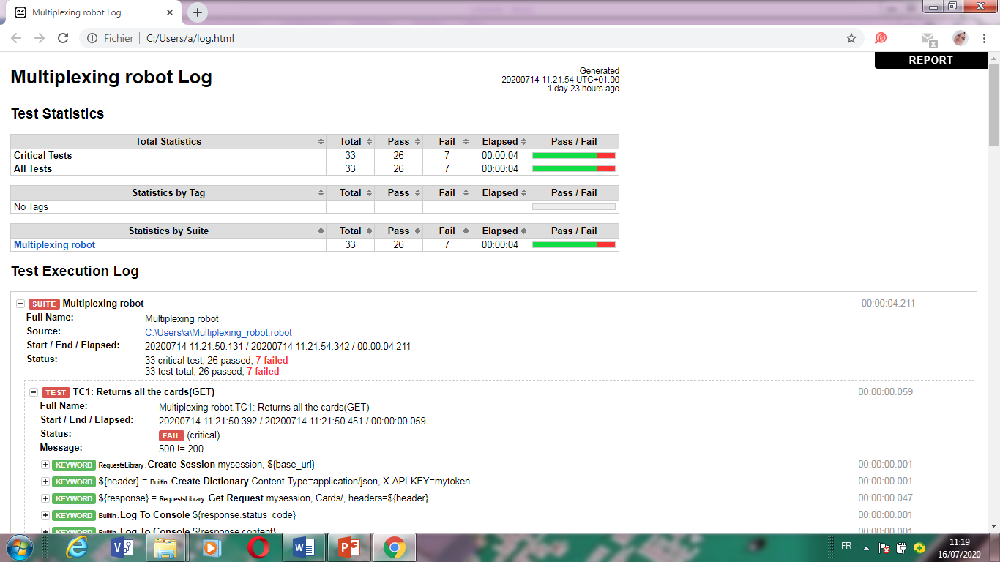 Multiplexing robot Log
Fichier C:/Users/a/log.html
REPORT
Multiplexing robot Log
Generated
20200714 11:21:54 UTC+01:00
1 day 23 hours ago
Test Statistics
Total Statistics Total Pass Fail Elapsed Pass / Fail
Critical Tests 33 26 7 00:00:04
All Tests 33 26 7 00:00:04
Statistics by Tag Total Pass Fail Elapsed Pass / Fail
No Tags
Statistics by Suite Total Pass Fail Elapsed Pass / Fail
Multiplexing robot 33 26 7 00:00:04
Test Execution Log
SUITE Multiplexing robot 00:00:04.211
Full Name: Multiplexing robot
Source: C:\Users\a\Multiplexing_robot.robot
Start / End / Elapsed: 20200714 11:21:50.131 / 20200714 11:21:54.342 / 00:00:04.211
Status: 33 critical test, 26 passed, 7 failed
33 test total, 26 passed, 7 failed
TEST TC1: Returns all the cards(GET) 00:00:00.059
Full Name: Multiplexing robot.TC1: Returns all the cards(GET)
Start / End / Elapsed: 20200714 11:21:50.392 / 20200714 11:21:50.451 / 00:00:00.059
Status: FAIL (critical)
Message: 500 != 200
KEYWORD RequestsLibrary.Create Session mysession, ${base_url} 00:00:00.001
KEYWORD ${header} = BuiltIn.Create Dictionary Content-Type=application/json, X-API-KEY=mytoken 00:00:00.001
KEYWORD ${response} = RequestsLibrary.Get Request mysession, Cards/, headers=${header} 00:00:00.047
KEYWORD BuiltIn.Log To Console ${response.status_code} 00:00:00.001
KEYWORD BuiltIn.Log To Console ${response.content} 00:00:00.001
FR 11:19
16/07/2020